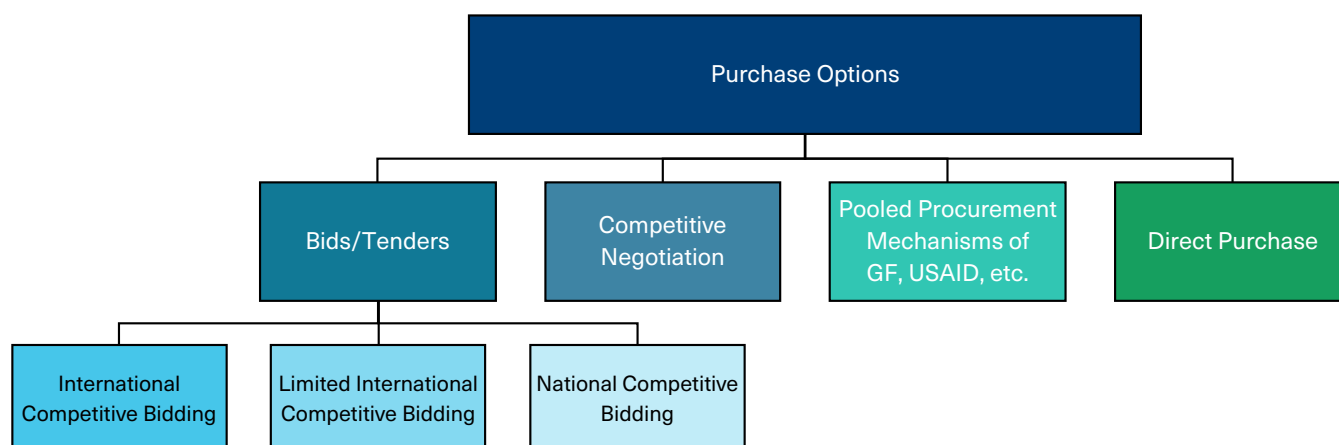 Purchase Options
Bids/Tenders
Competitive
Negotiation
Pooled Procurement
Mechanisms of
GF, USAID, etc.
Direct Purchase
International
Competitive Bidding
Limited International
Competitive Bidding
National Competitive
Bidding